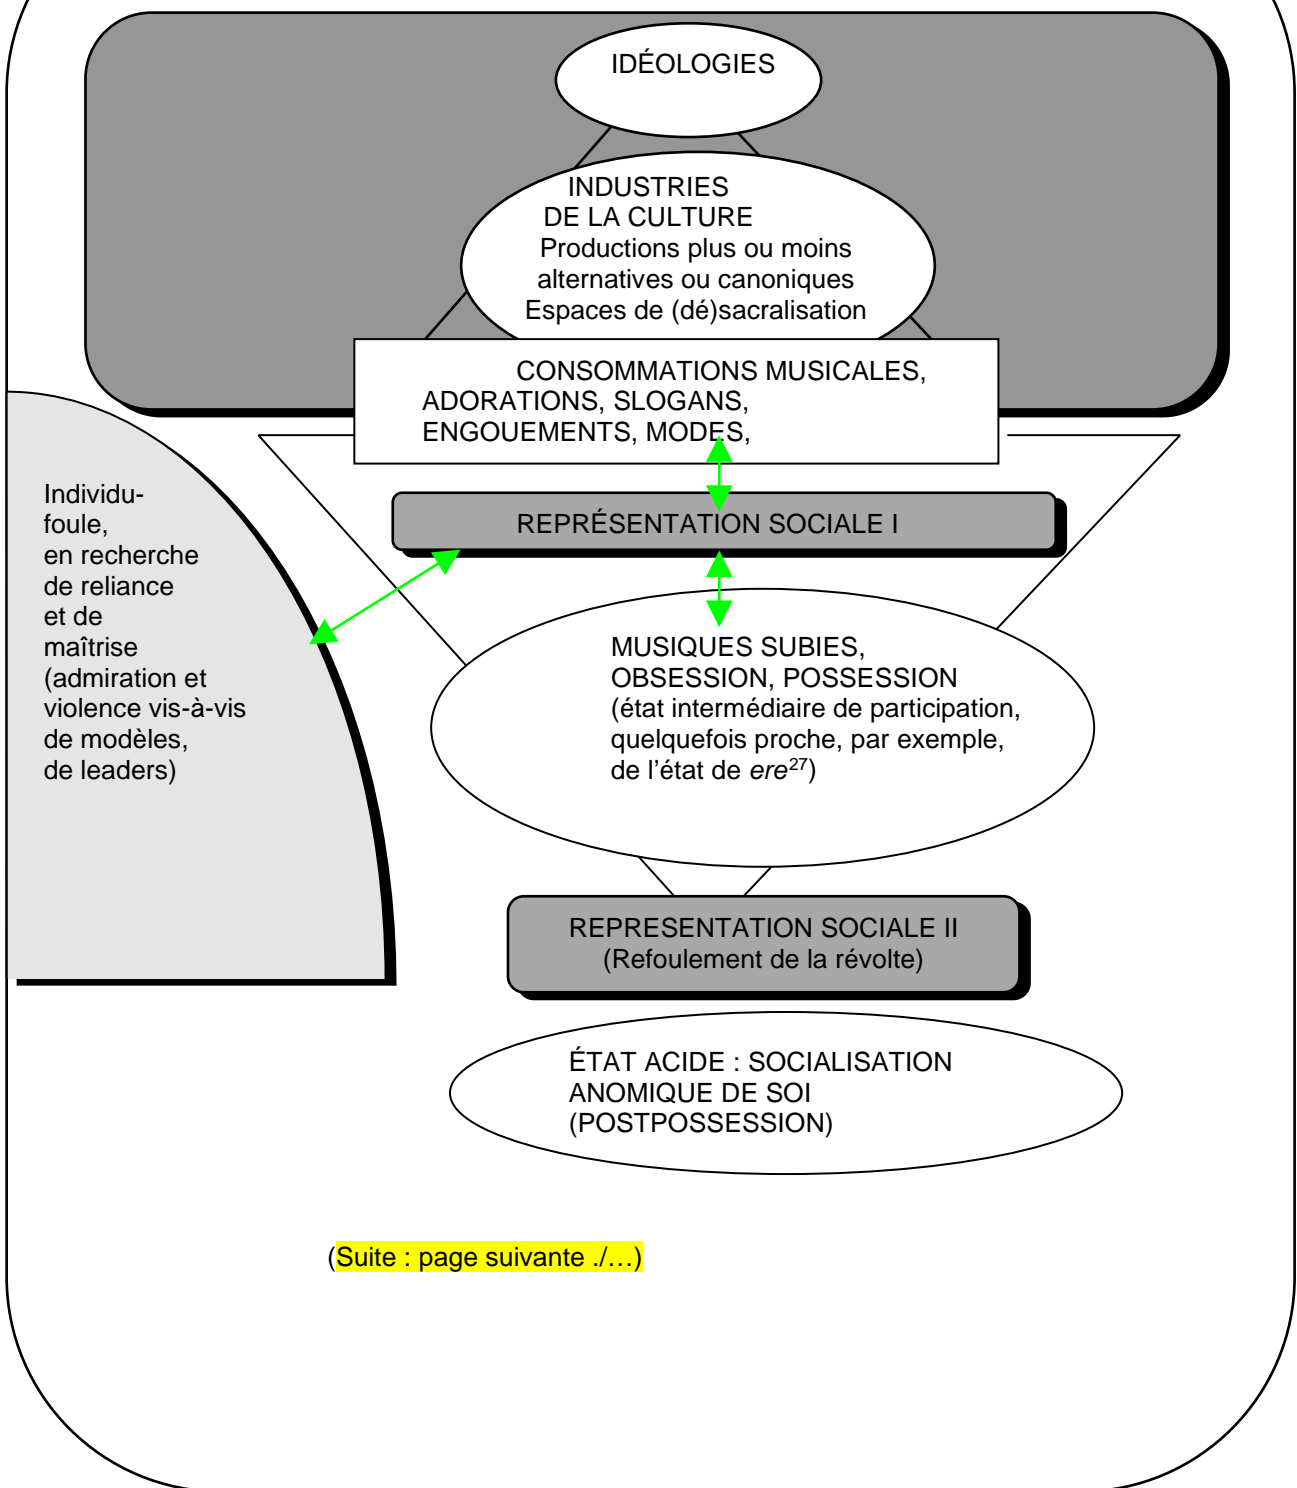 IDÉOLOGIES
INDUSTRIES
DE LA CULTURE
Productions plus ou moins
alternatives ou canoniques
Espaces de (dé)sacralisation
CONSOMMATIONS MUSICALES,
ADORATIONS, SLOGANS,
ENGOUEMENTS, MODES,
Individu-
foule,
en recherche
de reliance
et de
maîtrise
(admiration et
violence vis-à-vis
de modèles,
de leaders)
REPRÉSENTATION SOCIALE I
MUSIQUES SUBIES,
OBSESSION, POSSESSION
(état intermédiaire de participation,
quelquefois proche, par exemple,
de l'état de ere27)
REPRESENTATION SOCIALE II
(Refoulement de la révolte)
ÉTAT ACIDE : SOCIALISATION
ANOMIQUE DE SOI
(POSTPOSSESSION)
(Suite : page suivante ./…)